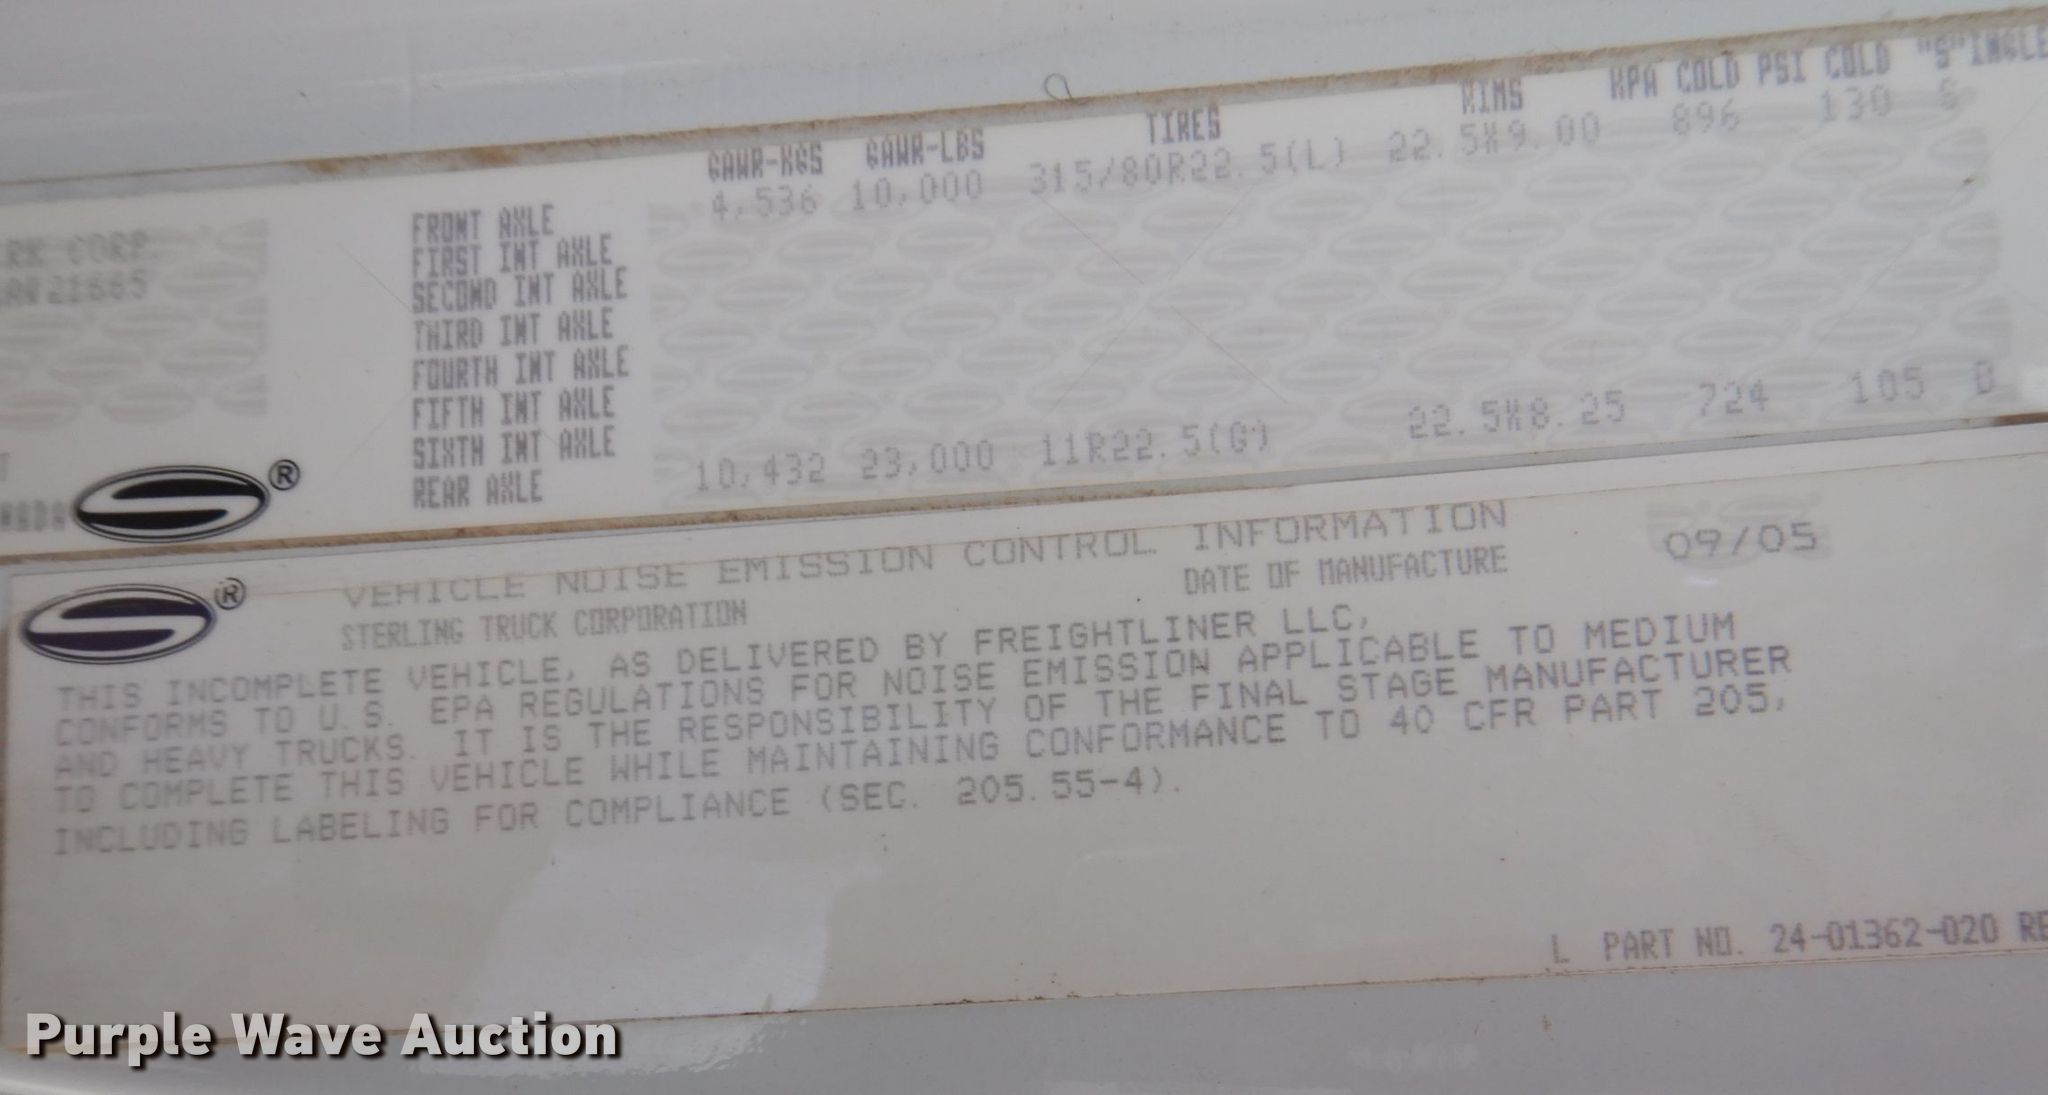 GAWR-KGS GAWR-LBS TIRES RIMS KPA COLD PSI COLD "S"INGLE
FRONT AXLE 4,536 10,000 315/80R22.5(L) 22.5X9.00 896 130 S
FIRST INT AXLE
SECOND INT AXLE
THIRD INT AXLE
FOURTH INT AXLE
FIFTH INT AXLE
SIXTH INT AXLE
REAR AXLE 10,432 23,000 11R22.5(G) 22.5X8.25 724 105 D
RK CORP.
21665
NADA
®
®
VEHICLE NOISE EMISSION CONTROL INFORMATION
STERLING TRUCK CORPORATION DATE OF MANUFACTURE 09/05
THIS INCOMPLETE VEHICLE, AS DELIVERED BY FREIGHTLINER LLC,
CONFORMS TO U.S. EPA REGULATIONS FOR NOISE EMISSION APPLICABLE TO MEDIUM
AND HEAVY TRUCKS. IT IS THE RESPONSIBILITY OF THE FINAL STAGE MANUFACTURER
TO COMPLETE THIS VEHICLE WHILE MAINTAINING CONFORMANCE TO 40 CFR PART 205,
INCLUDING LABELING FOR COMPLIANCE (SEC. 205.55-4).
L PART NO. 24-01362-020 RE
Purple Wave Auction